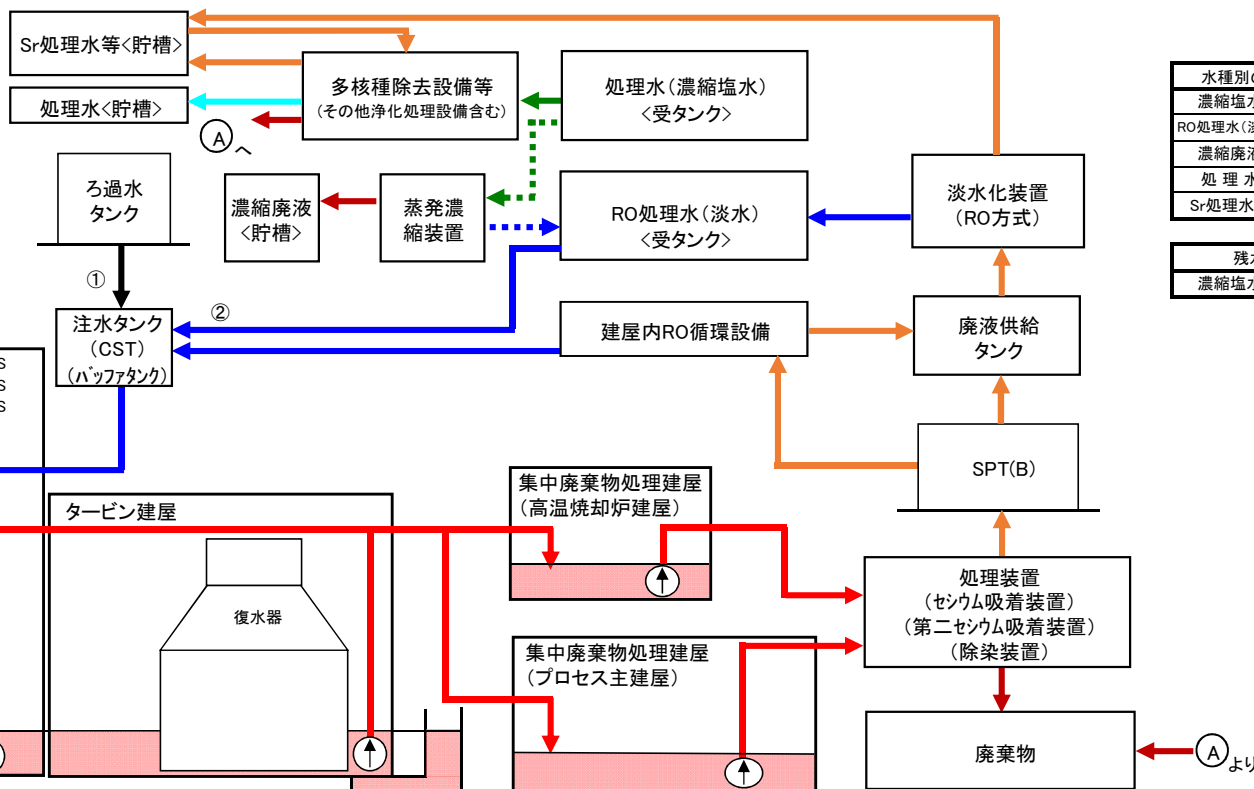 Sr処理水等<貯槽>
処理水<貯槽>
多核種除去設備等
(その他浄化処理設備含む)
処理水(濃縮塩水)
<受タンク>
Aへ
ろ過水
タンク
濃縮廃液
<貯槽>
蒸発濃
縮装置
RO処理水(淡水)
<受タンク>
淡水化装置
(RO方式)
①
②
注水タンク
(CST)
(バッファタンク)
建屋内RO循環設備
廃液供給
タンク
SPT(B)
S
S
S
タービン建屋
復水器
集中廃棄物処理建屋
(高温焼却炉建屋)
集中廃棄物処理建屋
(プロセス主建屋)
処理装置
(セシウム吸着装置)
(第二セシウム吸着装置)
(除染装置)
廃棄物
Aより
水種別の
濃縮塩水
RO処理水(淡
濃縮廃液
処理水
Sr処理水
残水
濃縮塩水